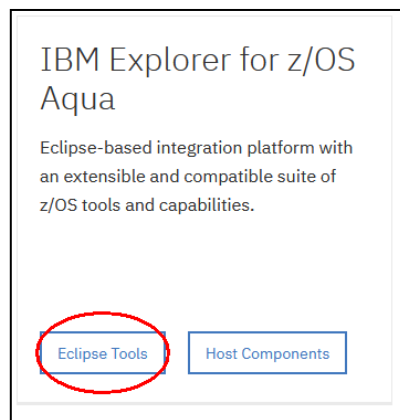 IBM Explorer for z/OS
Aqua
Eclipse-based integration platform with
an extensible and compatible suite of
z/OS tools and capabilities.
Eclipse Tools
Host Components